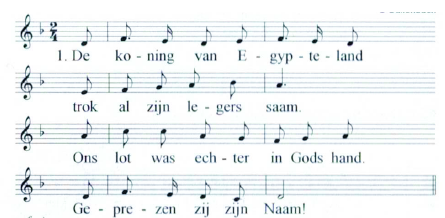 1. De ko - ning van E - gyp - te - land
trok al zijn le - gers saam.
Ons lot was ech - ter in Gods hand.
Ge - pre - zen zij zijn Naam!